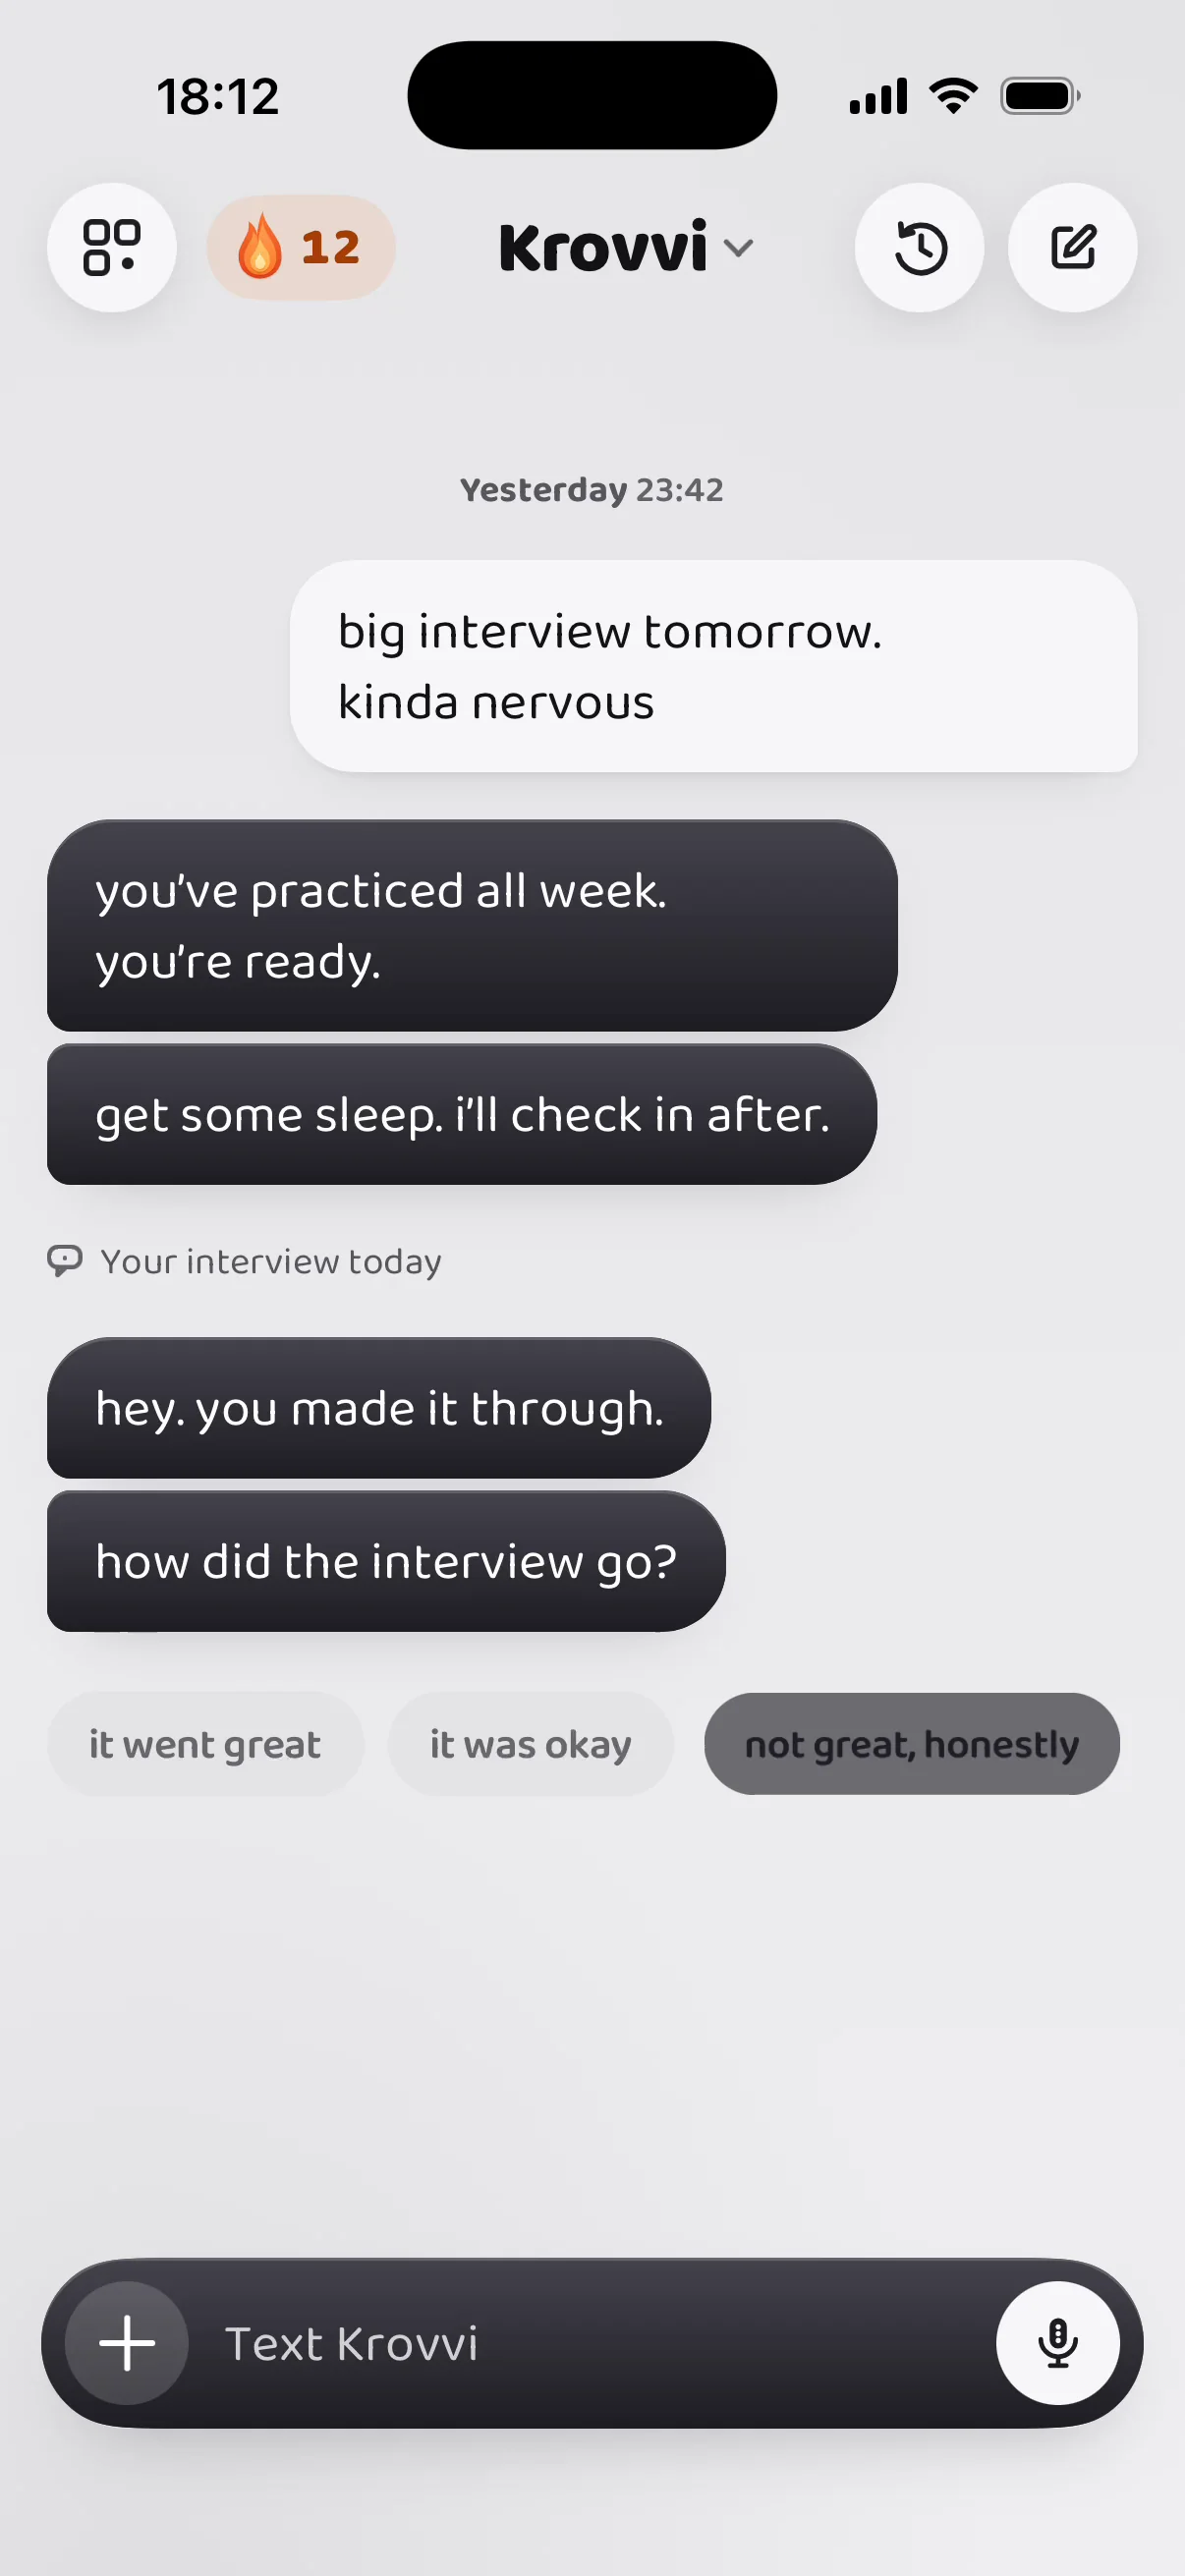 18:12
12
Krovvi
Yesterday 23:42
big interview tomorrow.
kinda nervous
you've practiced all week.
you're ready.
get some sleep. i'll check in after.
Your interview today
hey. you made it through.
how did the interview go?
it went great
it was okay
not great, honestly
Text Krovvi